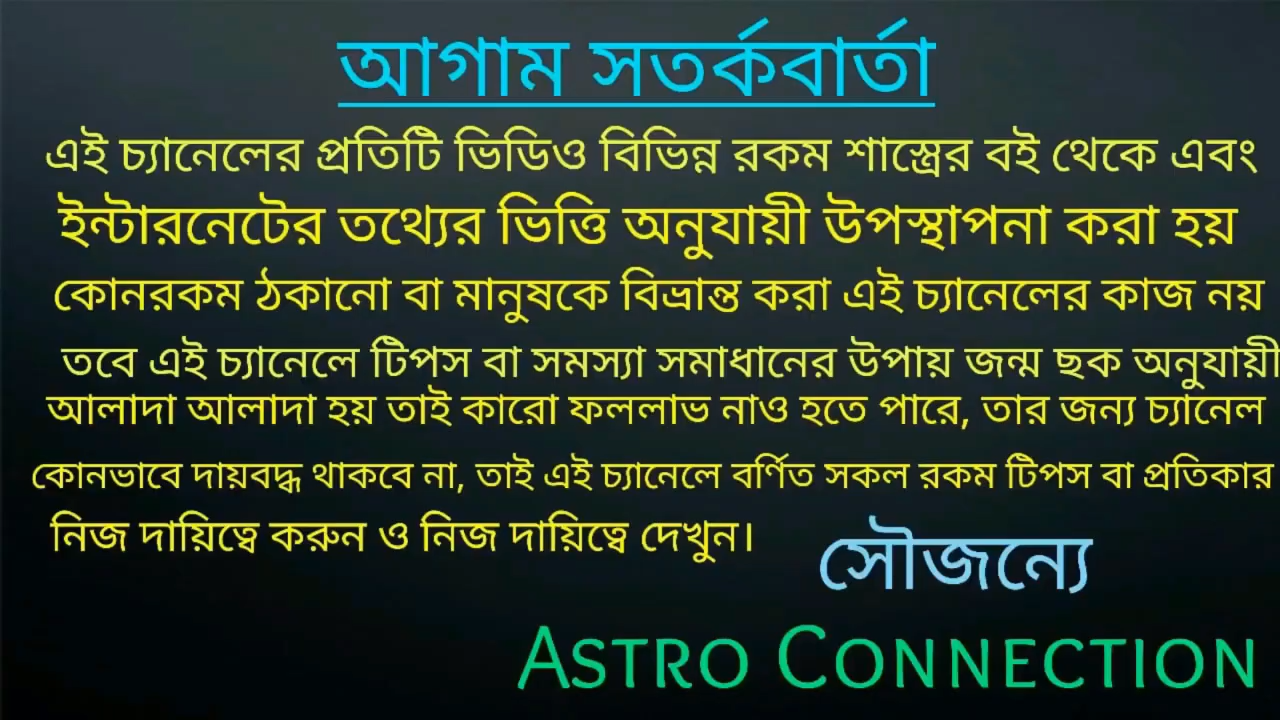 আগাম সতর্কবার্তা
এই চ্যানেলের প্রতিটি ভিডিও বিভিন্ন রকম শাস্ত্রের বই থেকে এবং
ইন্টারনেটের তথ্যের ভিত্তি অনুযায়ী উপস্থাপনা করা হয়
কোনরকম ঠকানো বা মানুষকে বিভ্রান্ত করা এই চ্যানেলের কাজ নয়
তবে এই চ্যানেলে টিপস বা সমস্যা সমাধানের উপায় জন্ম ছক অনুযায়ী
আলাদা আলাদা হয় তাই কারো ফললাভ নাও হতে পারে, তার জন্য চ্যানেল
কোনভাবে দায়বদ্ধ থাকবে না, তাই এই চ্যানেলে বর্ণিত সকল রকম টিপস বা প্রতিকার
নিজ দায়িত্বে করুন ও নিজ দায়িত্বে দেখুন।
সৌজন্যে
ASTRO CONNECTION